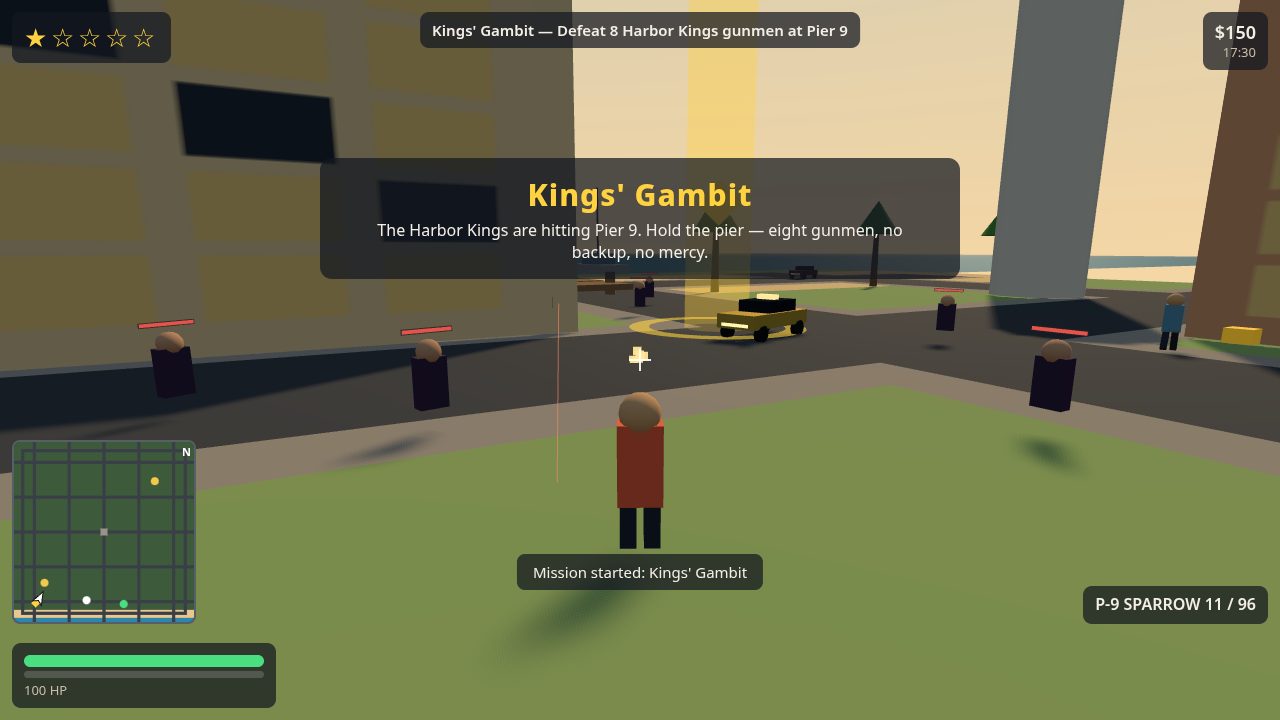 ★☆☆☆☆
Kings' Gambit — Defeat 8 Harbor Kings gunmen at Pier 9
$150
17:30
Kings' Gambit
The Harbor Kings are hitting Pier 9. Hold the pier — eight gunmen, no
backup, no mercy.
N
Mission started: Kings' Gambit
P-9 SPARROW 11 / 96
100 HP